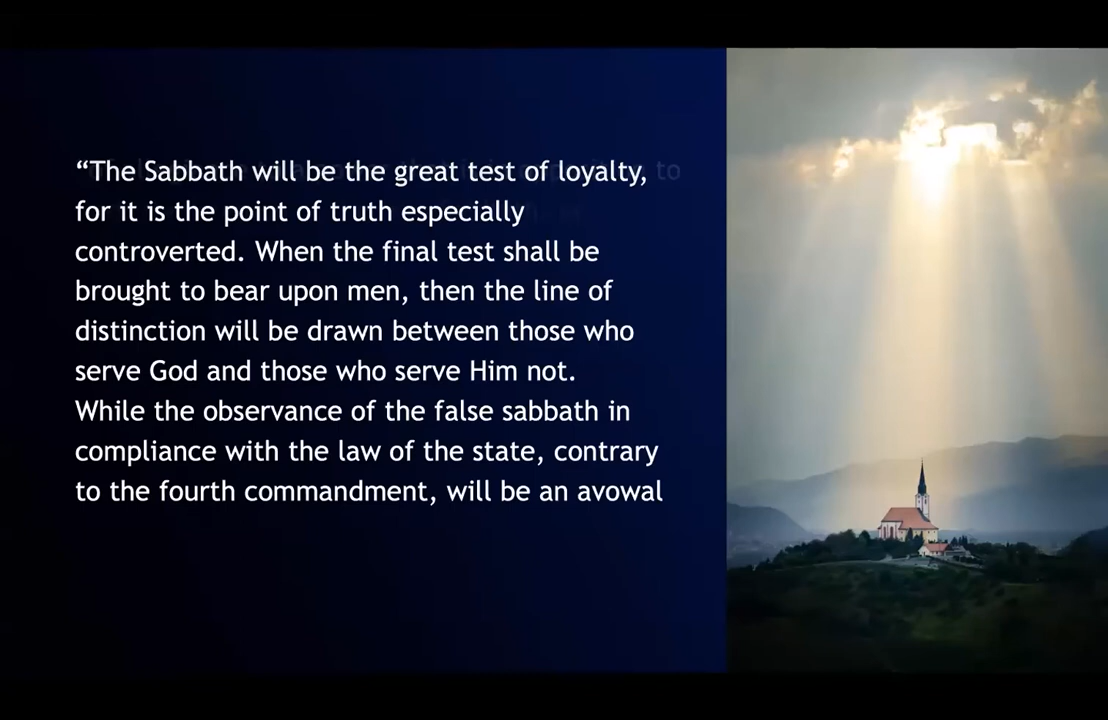 “The Sabbath will be the great test of loyalty,
for it is the point of truth especially
controverted. When the final test shall be
brought to bear upon men, then the line of
distinction will be drawn between those who
serve God and those who serve Him not.
While the observance of the false sabbath in
compliance with the law of the state, contrary
to the fourth commandment, will be an avowal